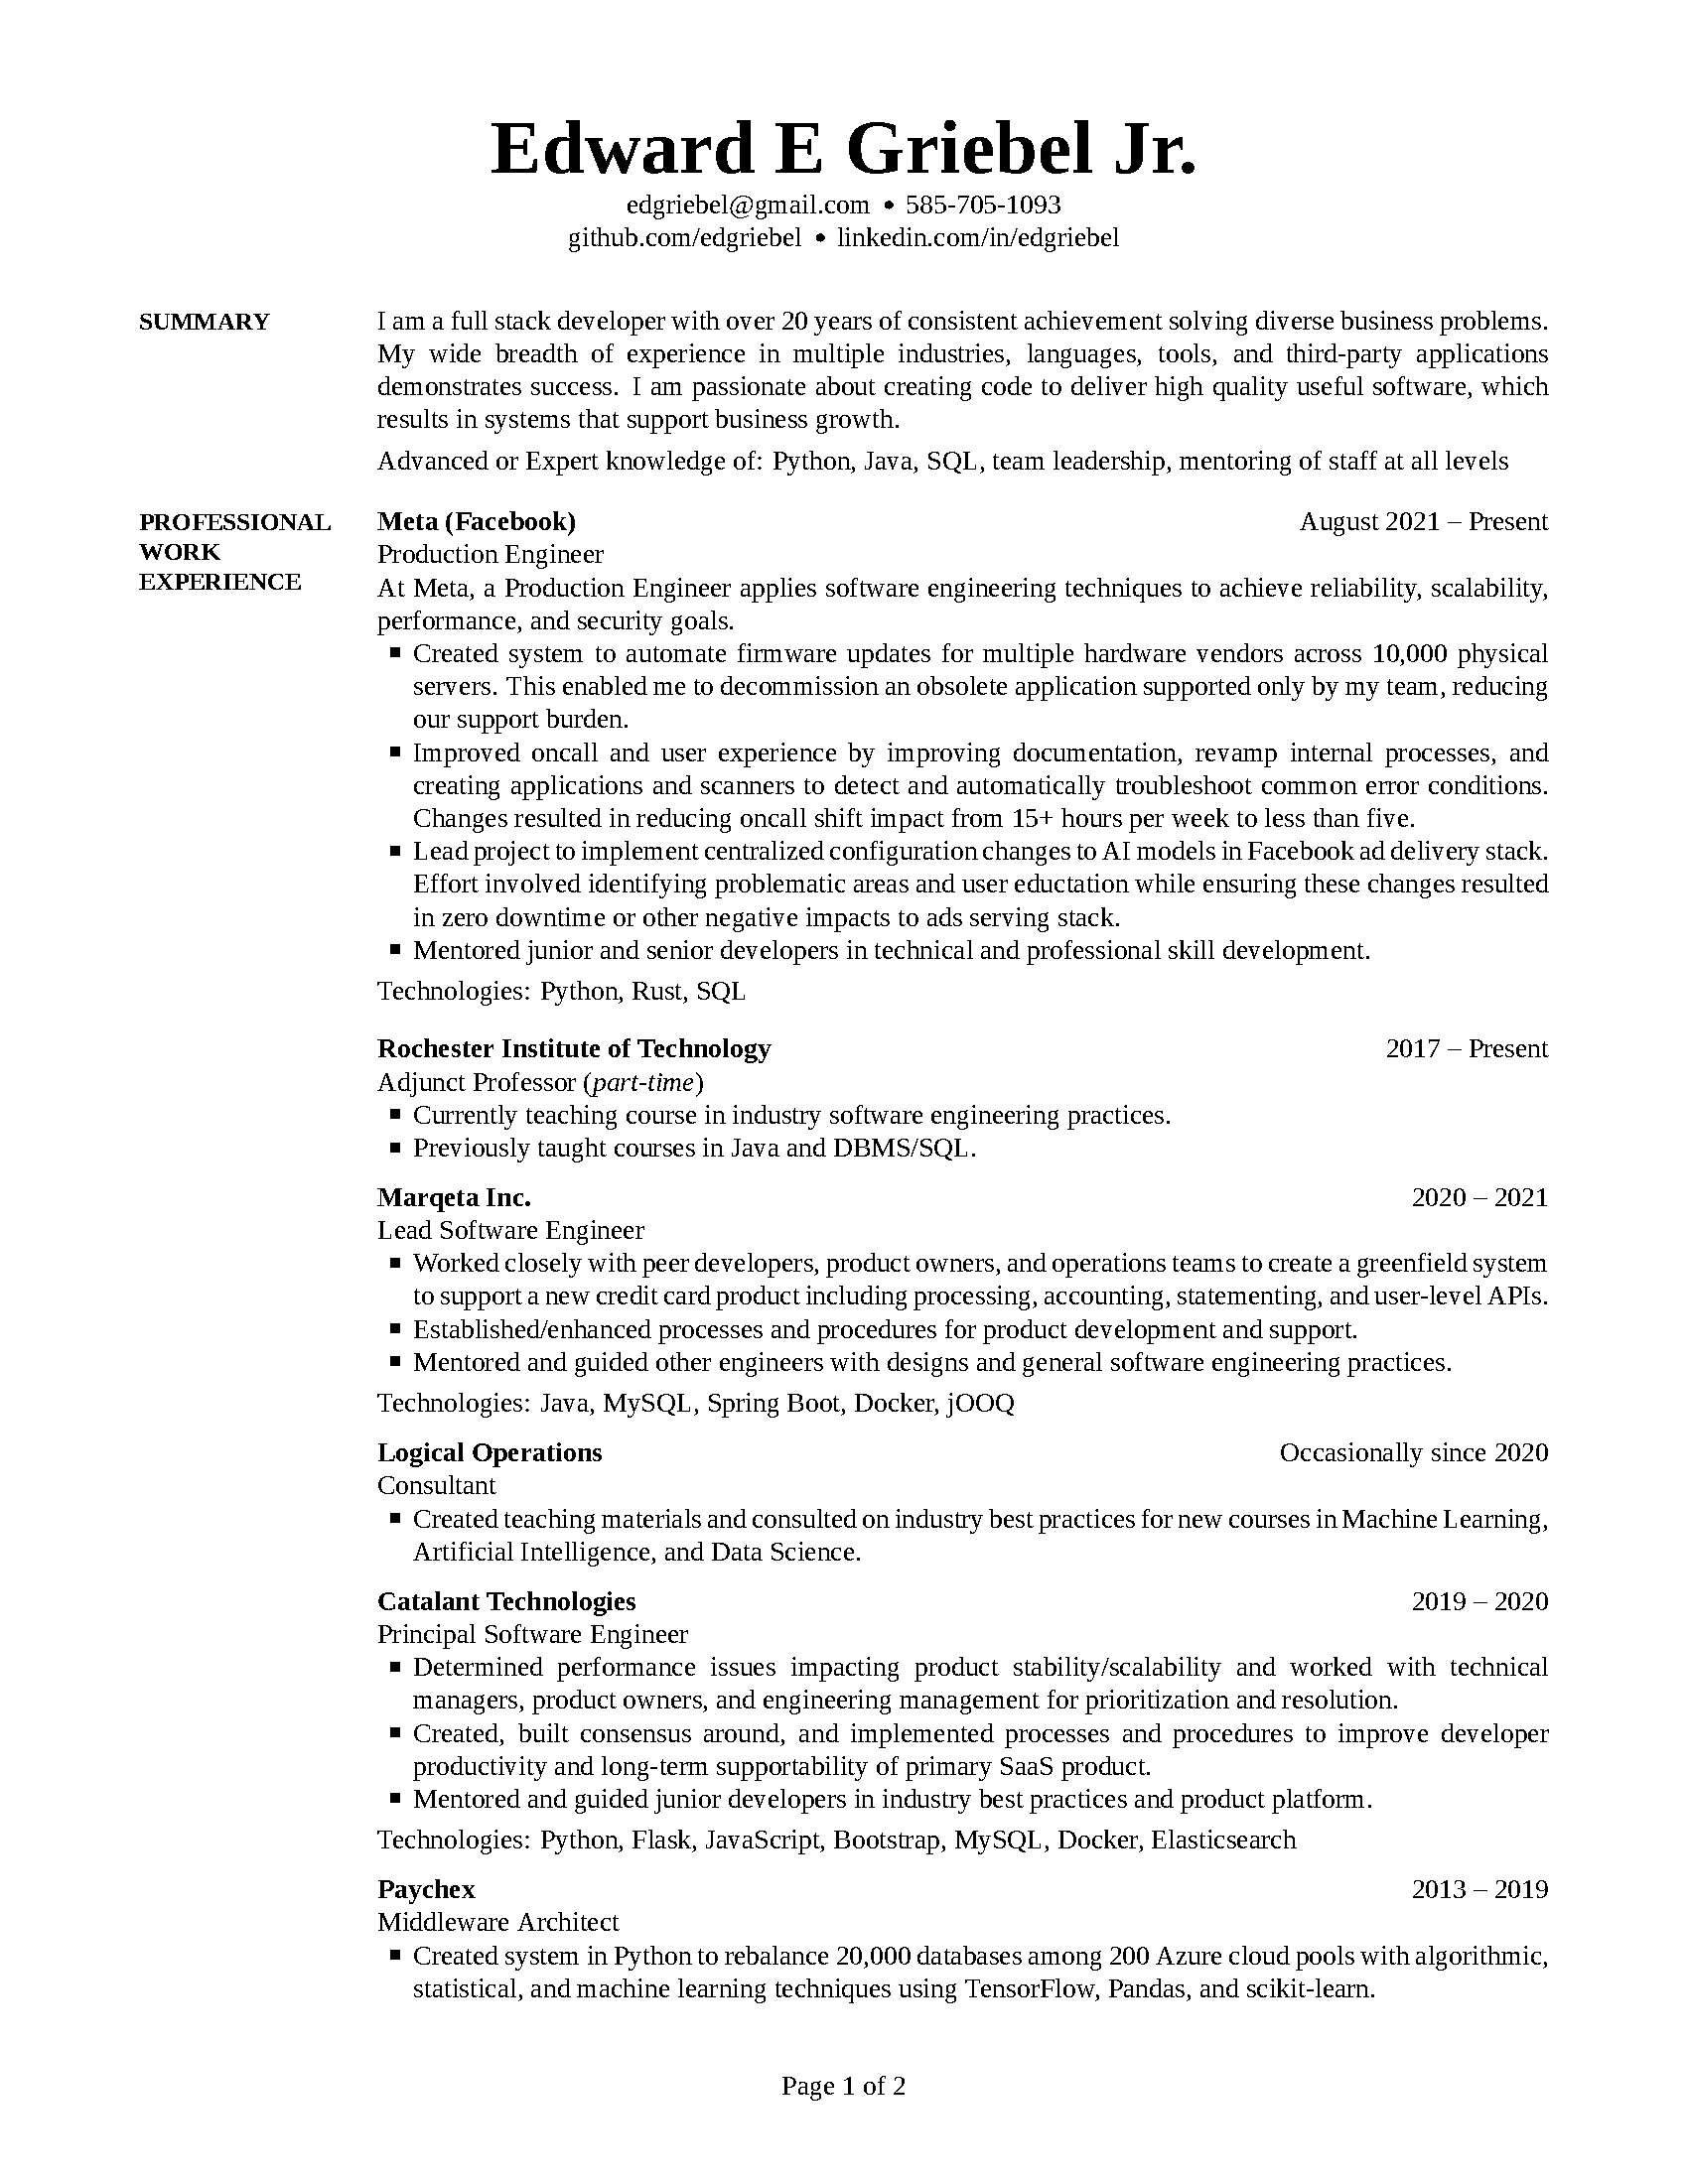 Edward E Griebel Jr.
edgriebel@gmail.com • 585-705-1093
github.com/edgriebel • linkedin.com/in/edgriebel
SUMMARY
I am a full stack developer with over 20 years of consistent achievement solving diverse business problems.
My wide breadth of experience in multiple industries, languages, tools, and third-party applications
demonstrates success. I am passionate about creating code to deliver high quality useful software, which
results in systems that support business growth.
Advanced or Expert knowledge of: Python, Java, SQL, team leadership, mentoring of staff at all levels
PROFESSIONAL
WORK
EXPERIENCE
Meta (Facebook) August 2021 – Present
Production Engineer
At Meta, a Production Engineer applies software engineering techniques to achieve reliability, scalability,
performance, and security goals.
▪ Created system to automate firmware updates for multiple hardware vendors across 10,000 physical
servers. This enabled me to decommission an obsolete application supported only by my team, reducing
our support burden.
▪ Improved oncall and user experience by improving documentation, revamp internal processes, and
creating applications and scanners to detect and automatically troubleshoot common error conditions.
Changes resulted in reducing oncall shift impact from 15+ hours per week to less than five.
▪ Lead project to implement centralized configuration changes to AI models in Facebook ad delivery stack.
Effort involved identifying problematic areas and user eductation while ensuring these changes resulted
in zero downtime or other negative impacts to ads serving stack.
▪ Mentored junior and senior developers in technical and professional skill development.
Technologies: Python, Rust, SQL
Rochester Institute of Technology 2017 – Present
Adjunct Professor (part-time)
▪ Currently teaching course in industry software engineering practices.
▪ Previously taught courses in Java and DBMS/SQL.
Marqeta Inc. 2020 – 2021
Lead Software Engineer
▪ Worked closely with peer developers, product owners, and operations teams to create a greenfield system
to support a new credit card product including processing, accounting, statementing, and user-level APIs.
▪ Established/enhanced processes and procedures for product development and support.
▪ Mentored and guided other engineers with designs and general software engineering practices.
Technologies: Java, MySQL, Spring Boot, Docker, jOOQ
Logical Operations Occasionally since 2020
Consultant
▪ Created teaching materials and consulted on industry best practices for new courses in Machine Learning,
Artificial Intelligence, and Data Science.
Catalant Technologies 2019 – 2020
Principal Software Engineer
▪ Determined performance issues impacting product stability/scalability and worked with technical
managers, product owners, and engineering management for prioritization and resolution.
▪ Created, built consensus around, and implemented processes and procedures to improve developer
productivity and long-term supportability of primary SaaS product.
▪ Mentored and guided junior developers in industry best practices and product platform.
Technologies: Python, Flask, JavaScript, Bootstrap, MySQL, Docker, Elasticsearch
Paychex 2013 – 2019
Middleware Architect
▪ Created system in Python to rebalance 20,000 databases among 200 Azure cloud pools with algorithmic,
statistical, and machine learning techniques using TensorFlow, Pandas, and scikit-learn.
Page 1 of 2